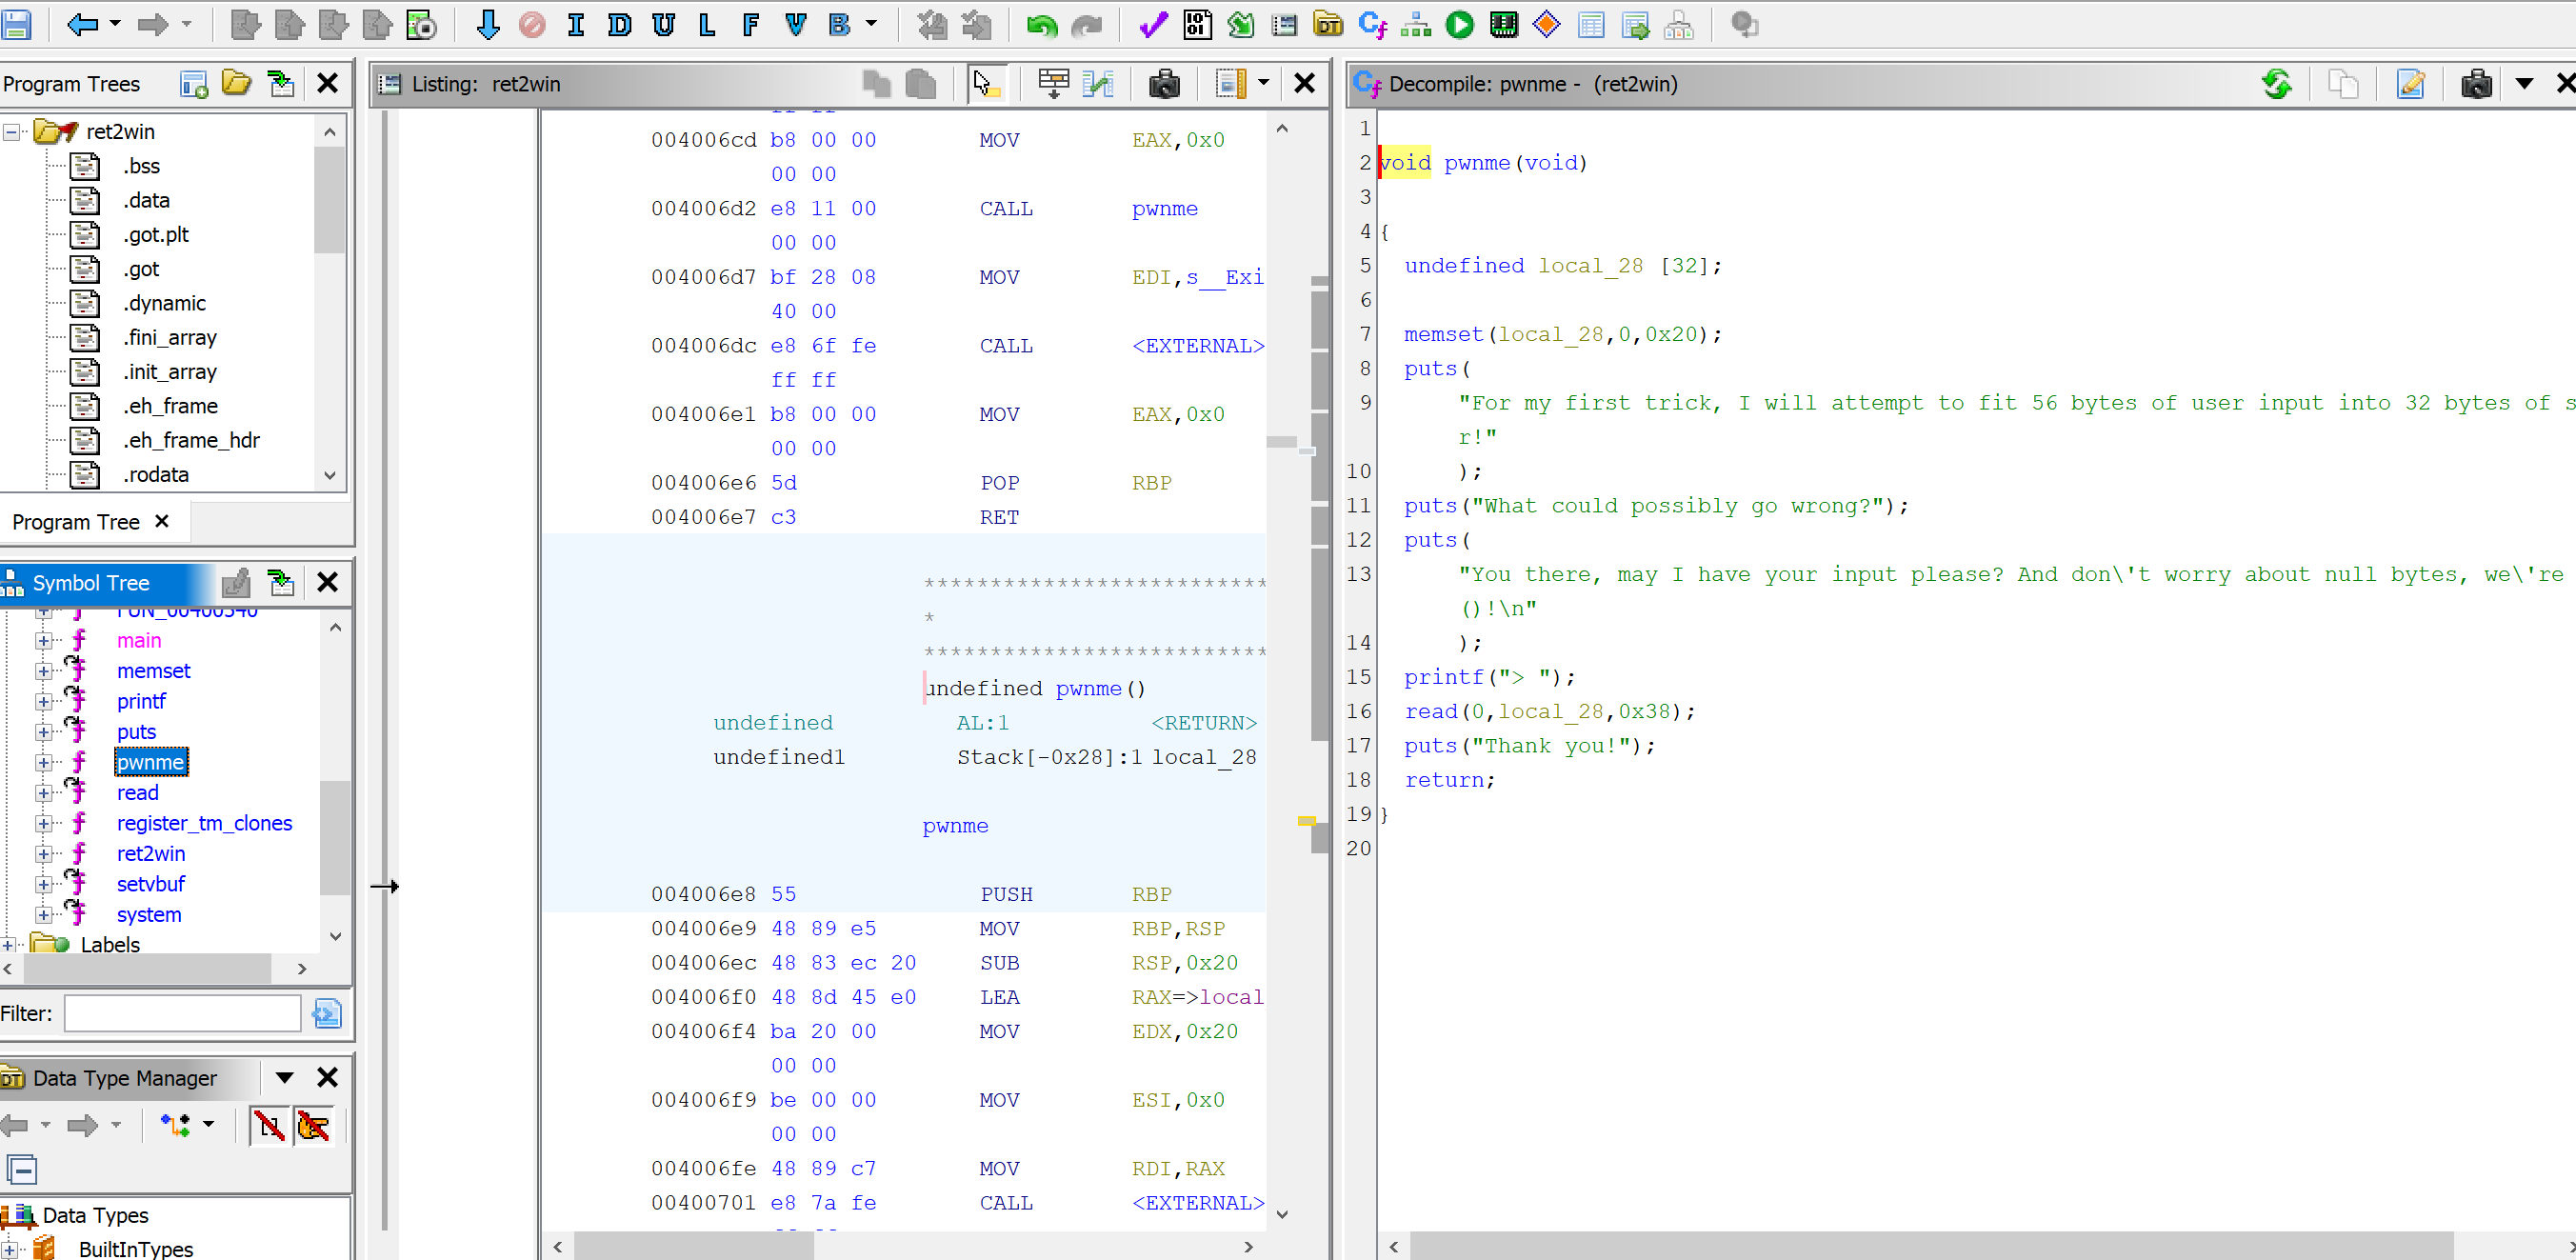 I D U L F V B
Program Trees
ret2win
.bss
.data
.got.plt
.got
.dynamic
.fini_array
.init_array
.eh_frame
.eh_frame_hdr
.rodata
Program Tree
Symbol Tree
main
memset
printf
puts
pwnme
read
register_tm_clones
ret2win
setvbuf
system
Labels
Filter:
Data Type Manager
Data Types
BuiltInTypes
Listing: ret2win
004006cd b8 00 00 MOV EAX,0x0
00 00
004006d2 e8 11 00 CALL pwnme
00 00
004006d7 bf 28 08 MOV EDI,s__Exi
40 00
004006dc e8 6f fe CALL <EXTERNAL>
ff ff
004006e1 b8 00 00 MOV EAX,0x0
00 00
004006e6 5d POP RBP
004006e7 c3 RET
**************************
*
**************************
undefined pwnme()
undefined AL:1 <RETURN>
undefined1 Stack[-0x28]:1 local_28
pwnme
004006e8 55 PUSH RBP
004006e9 48 89 e5 MOV RBP,RSP
004006ec 48 83 ec 20 SUB RSP,0x20
004006f0 48 8d 45 e0 LEA RAX=>local
004006f4 ba 20 00 MOV EDX,0x20
00 00
004006f9 be 00 00 MOV ESI,0x0
00 00
004006fe 48 89 c7 MOV RDI,RAX
00400701 e8 7a fe CALL <EXTERNAL>
Decompile: pwnme - (ret2win)
1
2 void pwnme(void)
3
4 {
5 undefined local_28 [32];
6
7 memset(local_28,0,0x20);
8 puts(
9 "For my first trick, I will attempt to fit 56 bytes of user input into 32 bytes of s
r!"
10 );
11 puts("What could possibly go wrong?");
12 puts(
13 "You there, may I have your input please? And don\'t worry about null bytes, we\'re
()!\n"
14 );
15 printf("> ");
16 read(0,local_28,0x38);
17 puts("Thank you!");
18 return;
19 }
20